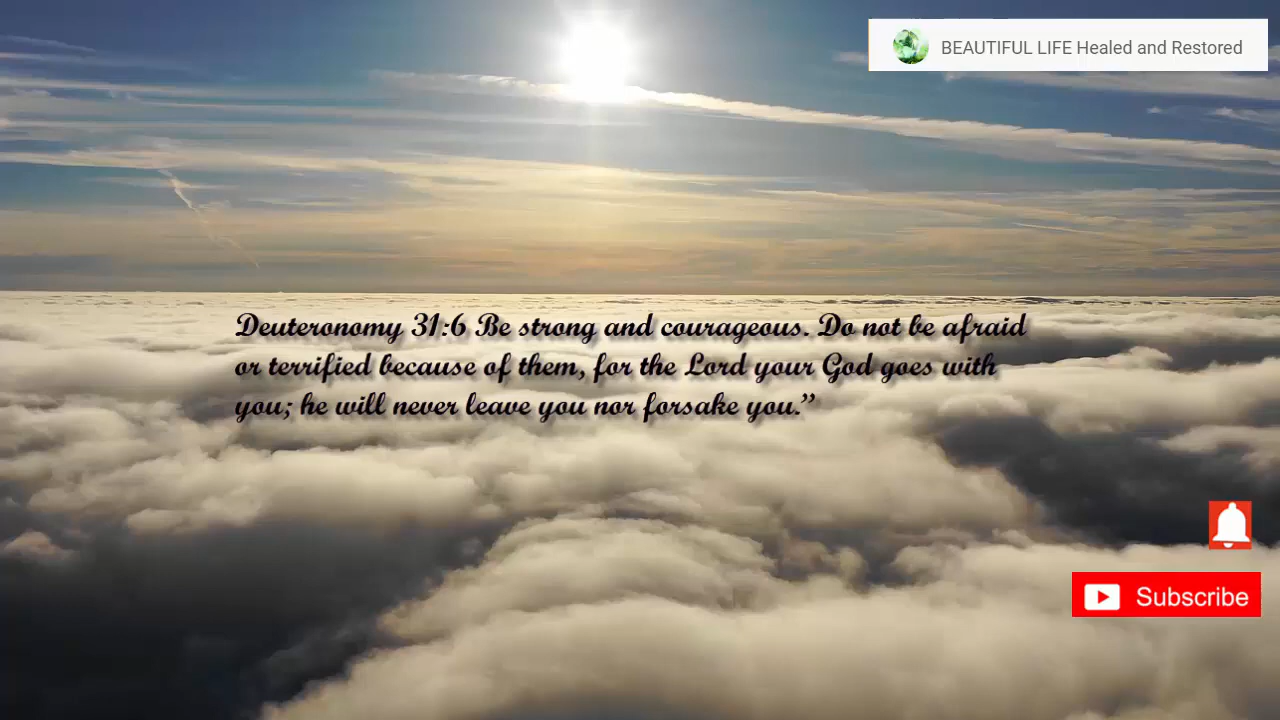 BEAUTIFUL LIFE Healed and Restored
Deuteronomy 31:6 Be strong and courageous. Do not be afraid
or terrified because of them, for the Lord your God goes with
you; he will never leave you nor forsake you.”
Subscribe